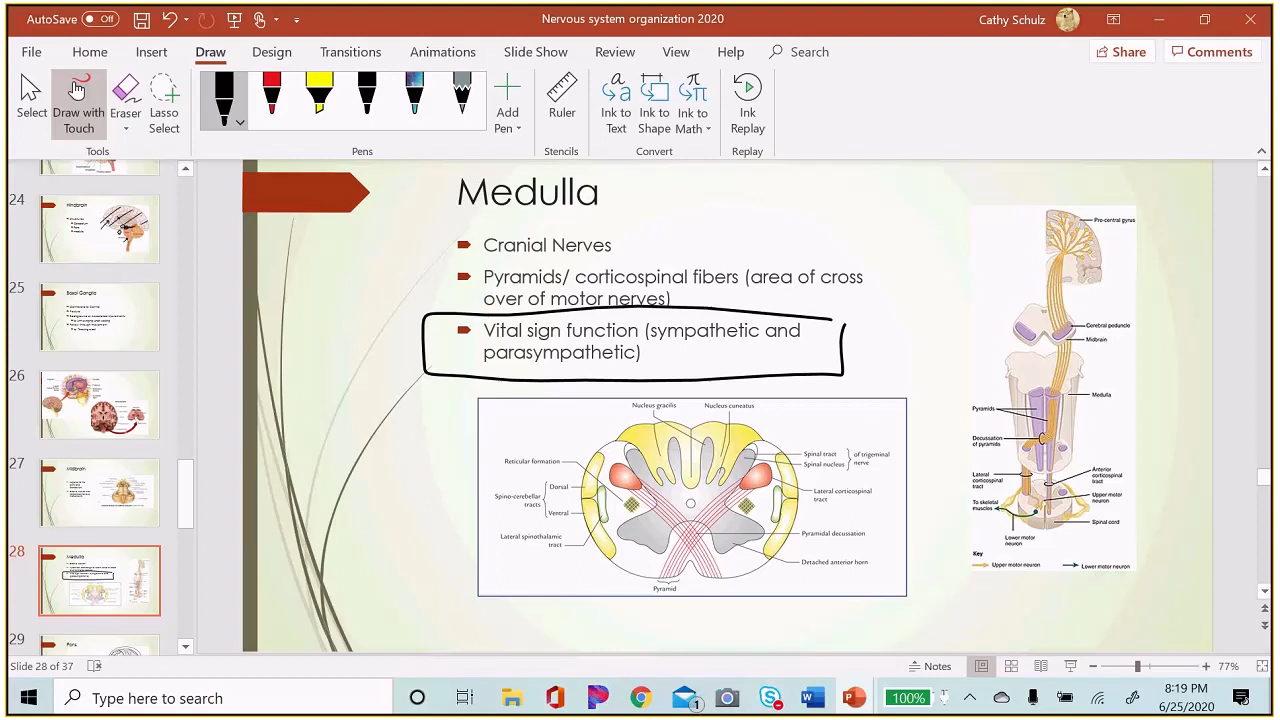 AutoSave Off
Nervous system organization 2020
Cathy Schulz
File Home Insert Draw Design Transitions Animations Slide Show Review View Help Search
Share Comments
Select
Draw with Touch
Eraser
Lasso Select
Add Pen
Ruler
Ink to Text
Ink to Shape
Ink to Math
Ink Replay
Tools Pens Stencils Convert Replay
24
Hindbrain
25
Basal Ganglia
26
27
Midbrain
28
Medulla
29
Pons
Medulla
Cranial Nerves
Pyramids/ corticospinal fibers (area of cross
over of motor nerves)
Vital sign function (sympathetic and
parasympathetic)
Nucleus gracilis
Nucleus cuneatus
Reticular formation
Spino-cerebellar
tracts
Dorsal
Ventral
Lateral spinothalamic
tract
Spinal tract
Spinal nucleus
of trigeminal
nerve
Lateral corticospinal
tract
Pyramidal decussation
Detached anterior horn
Pyramid
Pre-central gyrus
Cerebral peduncle
Midbrain
Medulla
Pyramids
Decussation
of pyramids
Lateral
corticospinal
tract
Anterior
corticospinal
tract
To skeletal
muscles
Upper motor
neuron
Spinal cord
Lower motor
neuron
Key
Upper motor neuron
Lower motor neuron
Slide 28 of 37
Notes
77%
Type here to search
1
100%
8:19 PM
6/25/2020